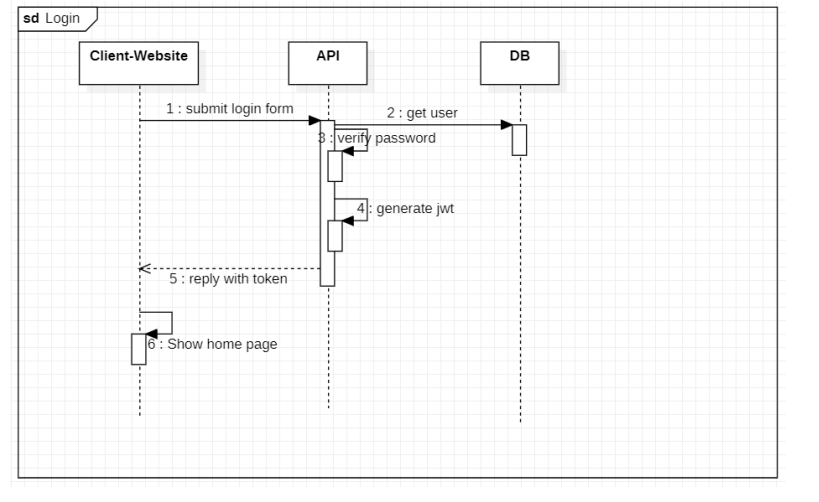 sd Login
Client-Website
API
DB
1 : submit login form
2 : get user
3 : verify password
4 : generate jwt
5 : reply with token
6 : Show home page